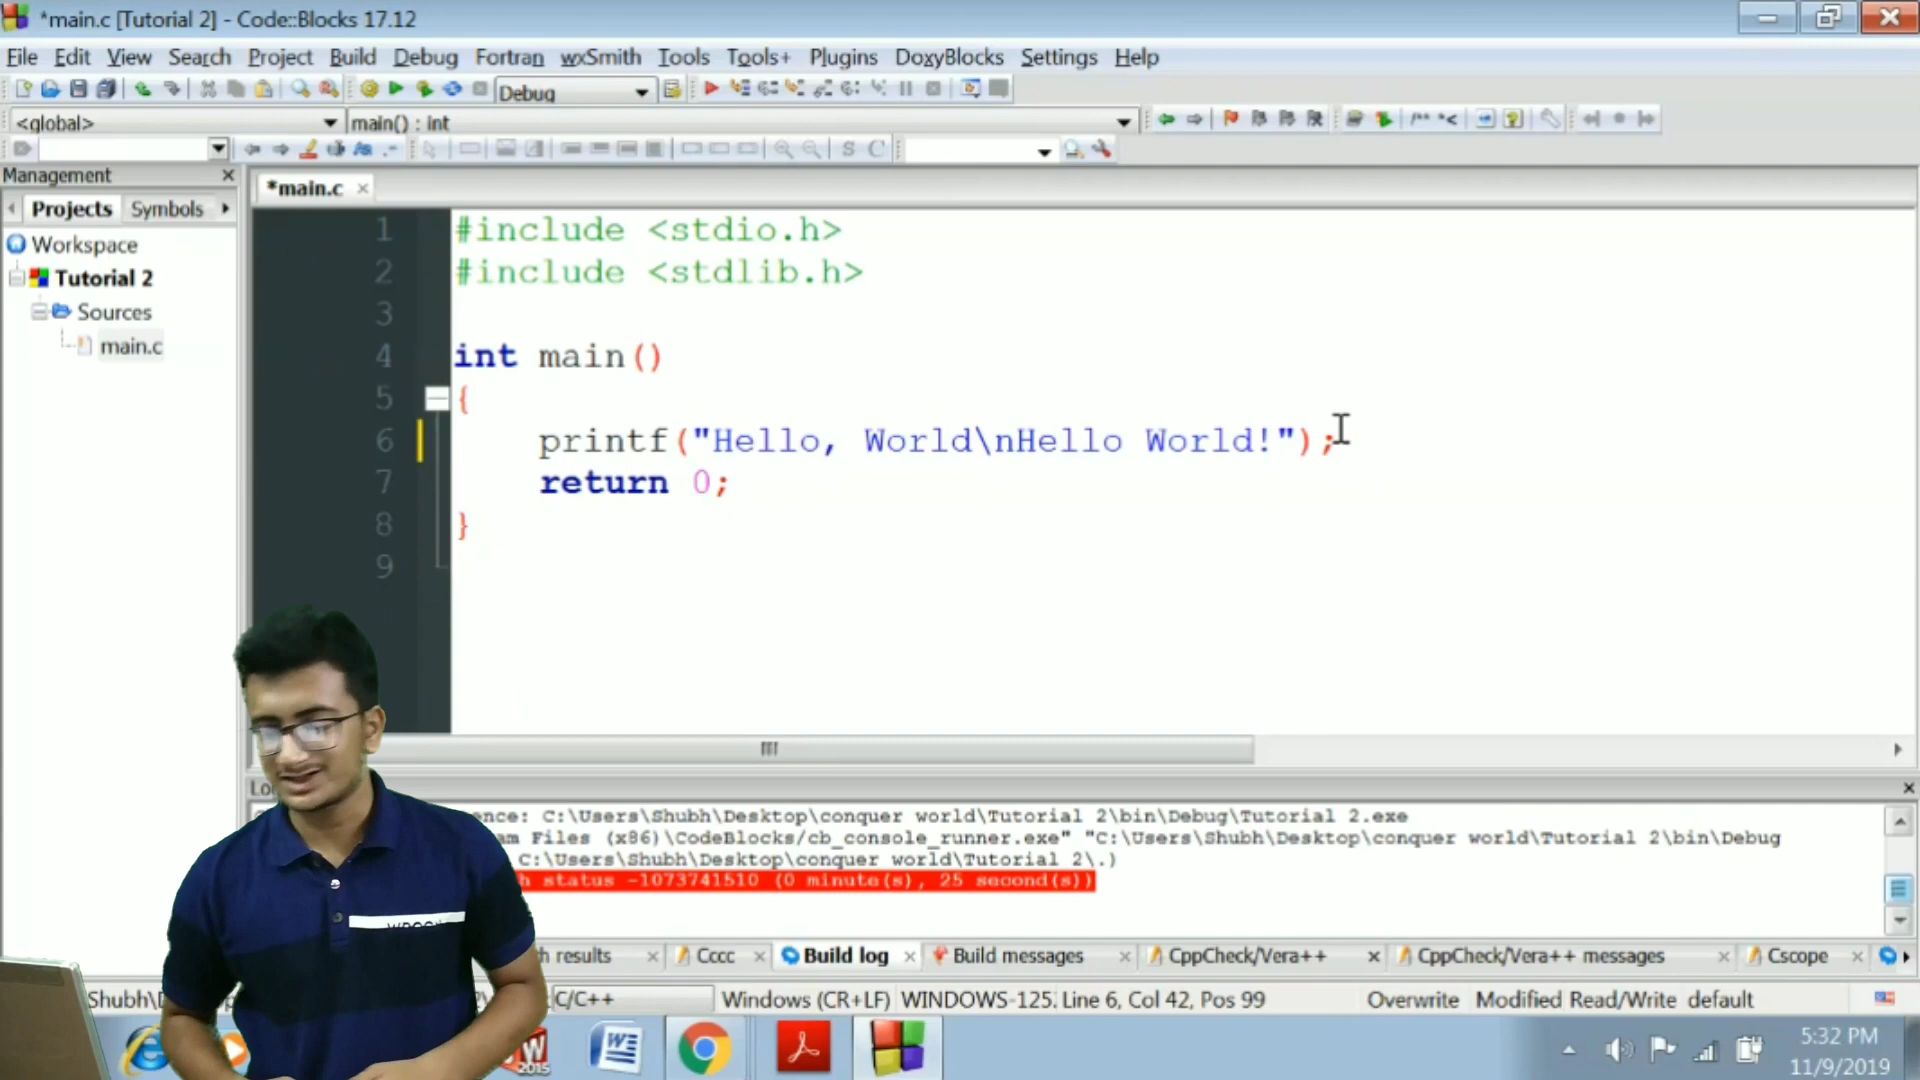 *main.c [Tutorial 2] - Code::Blocks 17.12
File Edit View Search Project Build Debug Fortran wxSmith Tools Tools+ Plugins DoxyBlocks Settings Help
Debug
<global> main() : int
S C
Management
*main.c
Projects Symbols
Workspace
Tutorial 2
Sources
main.c
1 #include <stdio.h>
2 #include <stdlib.h>
3
4 int main()
5 {
6 printf("Hello, World\nHello World!");
7 return 0;
8 }
9
ence: C:\Users\Shubh\Desktop\conquer world\Tutorial 2\bin\Debug\Tutorial 2.exe
am Files (x86)\CodeBlocks/cb_console_runner.exe" "C:\Users\Shubh\Desktop\conquer world\Tutorial 2\bin\Debug
C:\Users\Shubh\Desktop\conquer world\Tutorial 2\.)
h status -1073741510 (0 minute(s), 25 second(s))
h results Cccc Build log Build messages CppCheck/Vera++ CppCheck/Vera++ messages Cscope
Shubh\D C/C++ Windows (CR+LF) WINDOWS-125 Line 6, Col 42, Pos 99 Overwrite Modified Read/Write default
W 2015
5:32 PM
11/9/2019